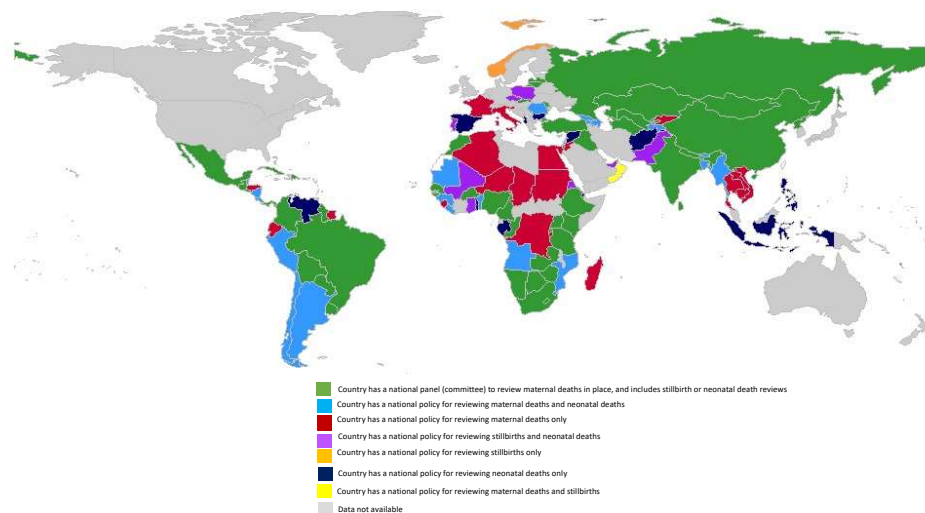 Country has a national panel (committee) to review maternal deaths in place, and includes stillbirth or neonatal death reviews
Country has a national policy for reviewing maternal deaths and neonatal deaths
Country has a national policy for reviewing maternal deaths only
Country has a national policy for reviewing stillbirths and neonatal deaths
Country has a national policy for reviewing stillbirths only
Country has a national policy for reviewing neonatal deaths only
Country has a national policy for reviewing maternal deaths and stillbirths
Data not available